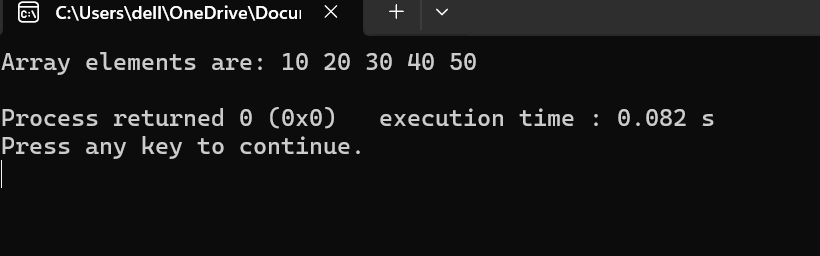 C:\Users\dell\OneDrive\Docu
Array elements are: 10 20 30 40 50
Process returned 0 (0x0)   execution time : 0.082 s
Press any key to continue.